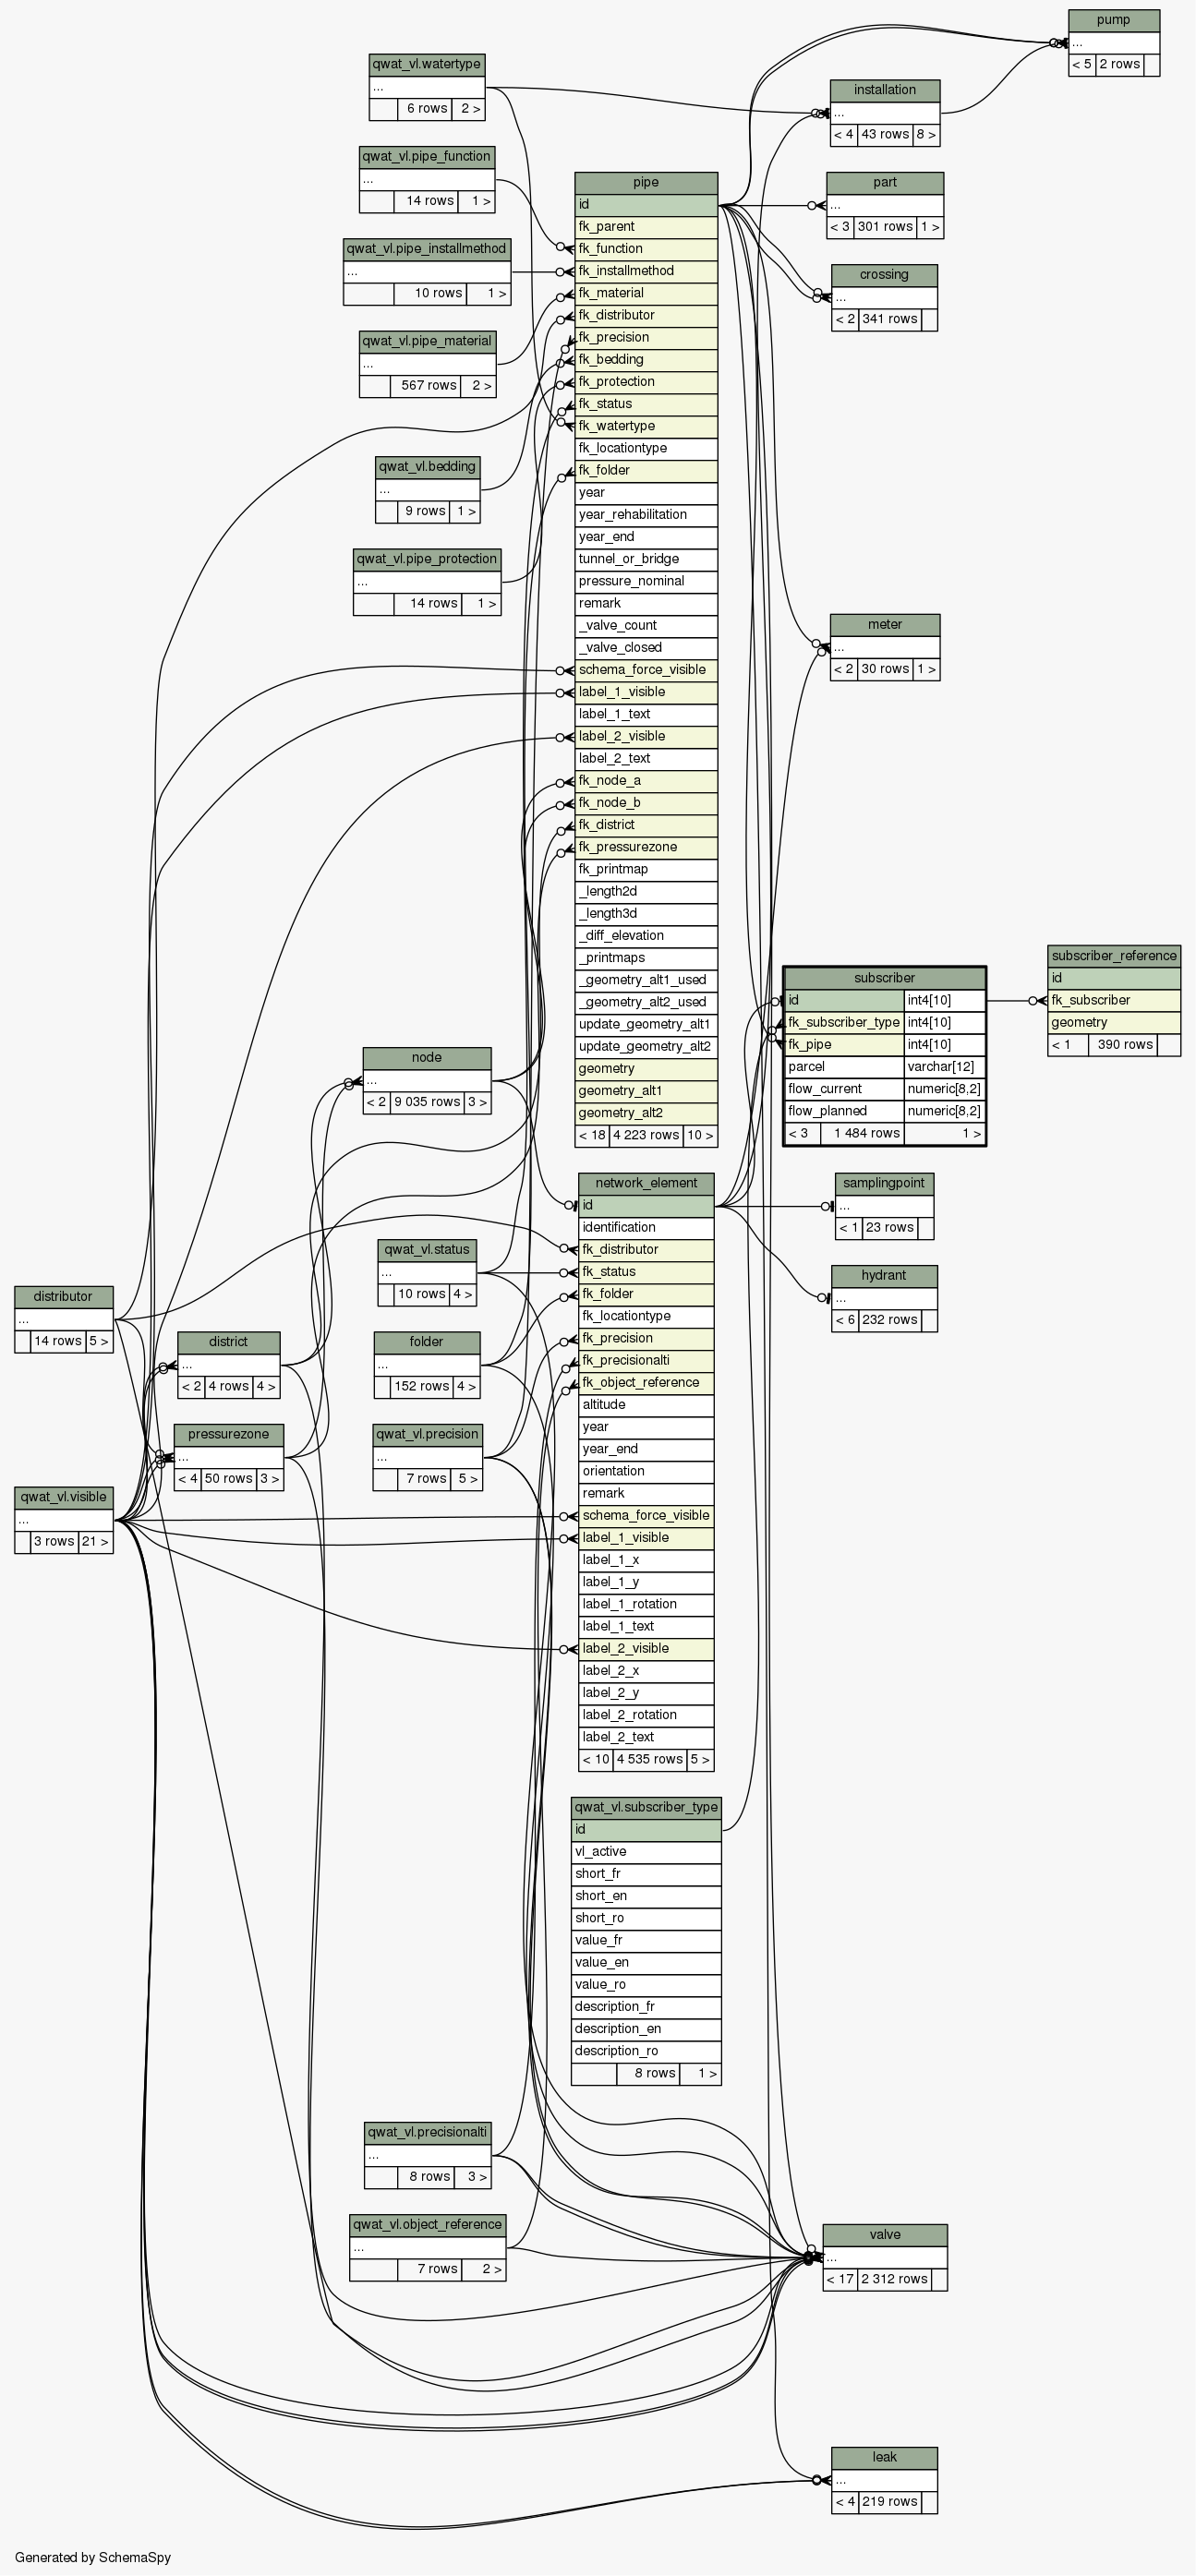 pump
...
< 5 2 rows
qwat_vl.watertype
...
6 rows 2 >
installation
...
< 4 43 rows 8 >
qwat_vl.pipe_function
...
14 rows 1 >
part
...
< 3 301 rows 1 >
qwat_vl.pipe_installmethod
...
10 rows 1 >
crossing
...
< 2 341 rows
qwat_vl.pipe_material
...
567 rows 2 >
qwat_vl.bedding
...
9 rows 1 >
qwat_vl.pipe_protection
...
14 rows 1 >
pipe
id
fk_parent
fk_function
fk_installmethod
fk_material
fk_distributor
fk_precision
fk_bedding
fk_protection
fk_status
fk_watertype
fk_locationtype
fk_folder
year
year_rehabilitation
year_end
tunnel_or_bridge
pressure_nominal
remark
_valve_count
_valve_closed
schema_force_visible
label_1_visible
label_1_text
label_2_visible
label_2_text
fk_node_a
fk_node_b
fk_district
fk_pressurezone
fk_printmap
_length2d
_length3d
_diff_elevation
_printmaps
_geometry_alt1_used
_geometry_alt2_used
update_geometry_alt1
update_geometry_alt2
geometry
geometry_alt1
geometry_alt2
< 18 4 223 rows 10 >
meter
...
< 2 30 rows 1 >
subscriber
id int4[10]
fk_subscriber_type int4[10]
fk_pipe int4[10]
parcel varchar[12]
flow_current numeric[8,2]
flow_planned numeric[8,2]
< 3 1 484 rows 1 >
subscriber_reference
id
fk_subscriber
geometry
< 1 390 rows
node
...
< 2 9 035 rows 3 >
network_element
id
identification
fk_distributor
fk_status
fk_folder
fk_locationtype
fk_precision
fk_precisionalti
fk_object_reference
altitude
year
year_end
orientation
remark
schema_force_visible
label_1_visible
label_1_x
label_1_y
label_1_rotation
label_1_text
label_2_visible
label_2_x
label_2_y
label_2_rotation
label_2_text
< 10 4 535 rows 5 >
samplingpoint
...
< 1 23 rows
hydrant
...
< 6 232 rows
qwat_vl.status
...
10 rows 4 >
distributor
...
14 rows 5 >
district
...
< 2 4 rows 4 >
folder
...
152 rows 4 >
pressurezone
...
< 4 50 rows 3 >
qwat_vl.precision
...
7 rows 5 >
qwat_vl.visible
...
3 rows 21 >
qwat_vl.subscriber_type
id
vl_active
short_fr
short_en
short_ro
value_fr
value_en
value_ro
description_fr
description_en
description_ro
8 rows 1 >
qwat_vl.precisionalti
...
8 rows 3 >
qwat_vl.object_reference
...
7 rows 2 >
valve
...
< 17 2 312 rows
leak
...
< 4 219 rows
Generated by SchemaSpy